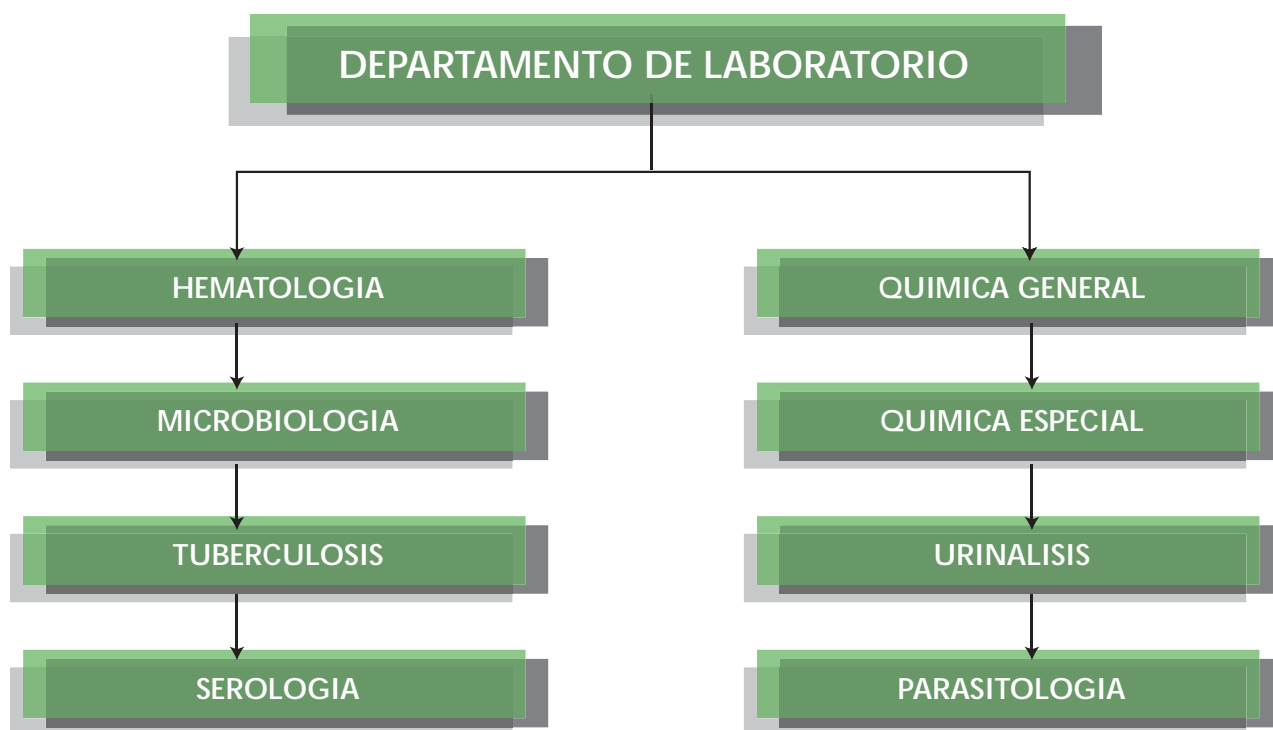 DEPARTAMENTO DE LABORATORIO
HEMATOLOGIA
QUIMICA GENERAL
MICROBIOLOGIA
QUIMICA ESPECIAL
TUBERCULOSIS
URINALISIS
SEROLOGIA
PARASITOLOGIA